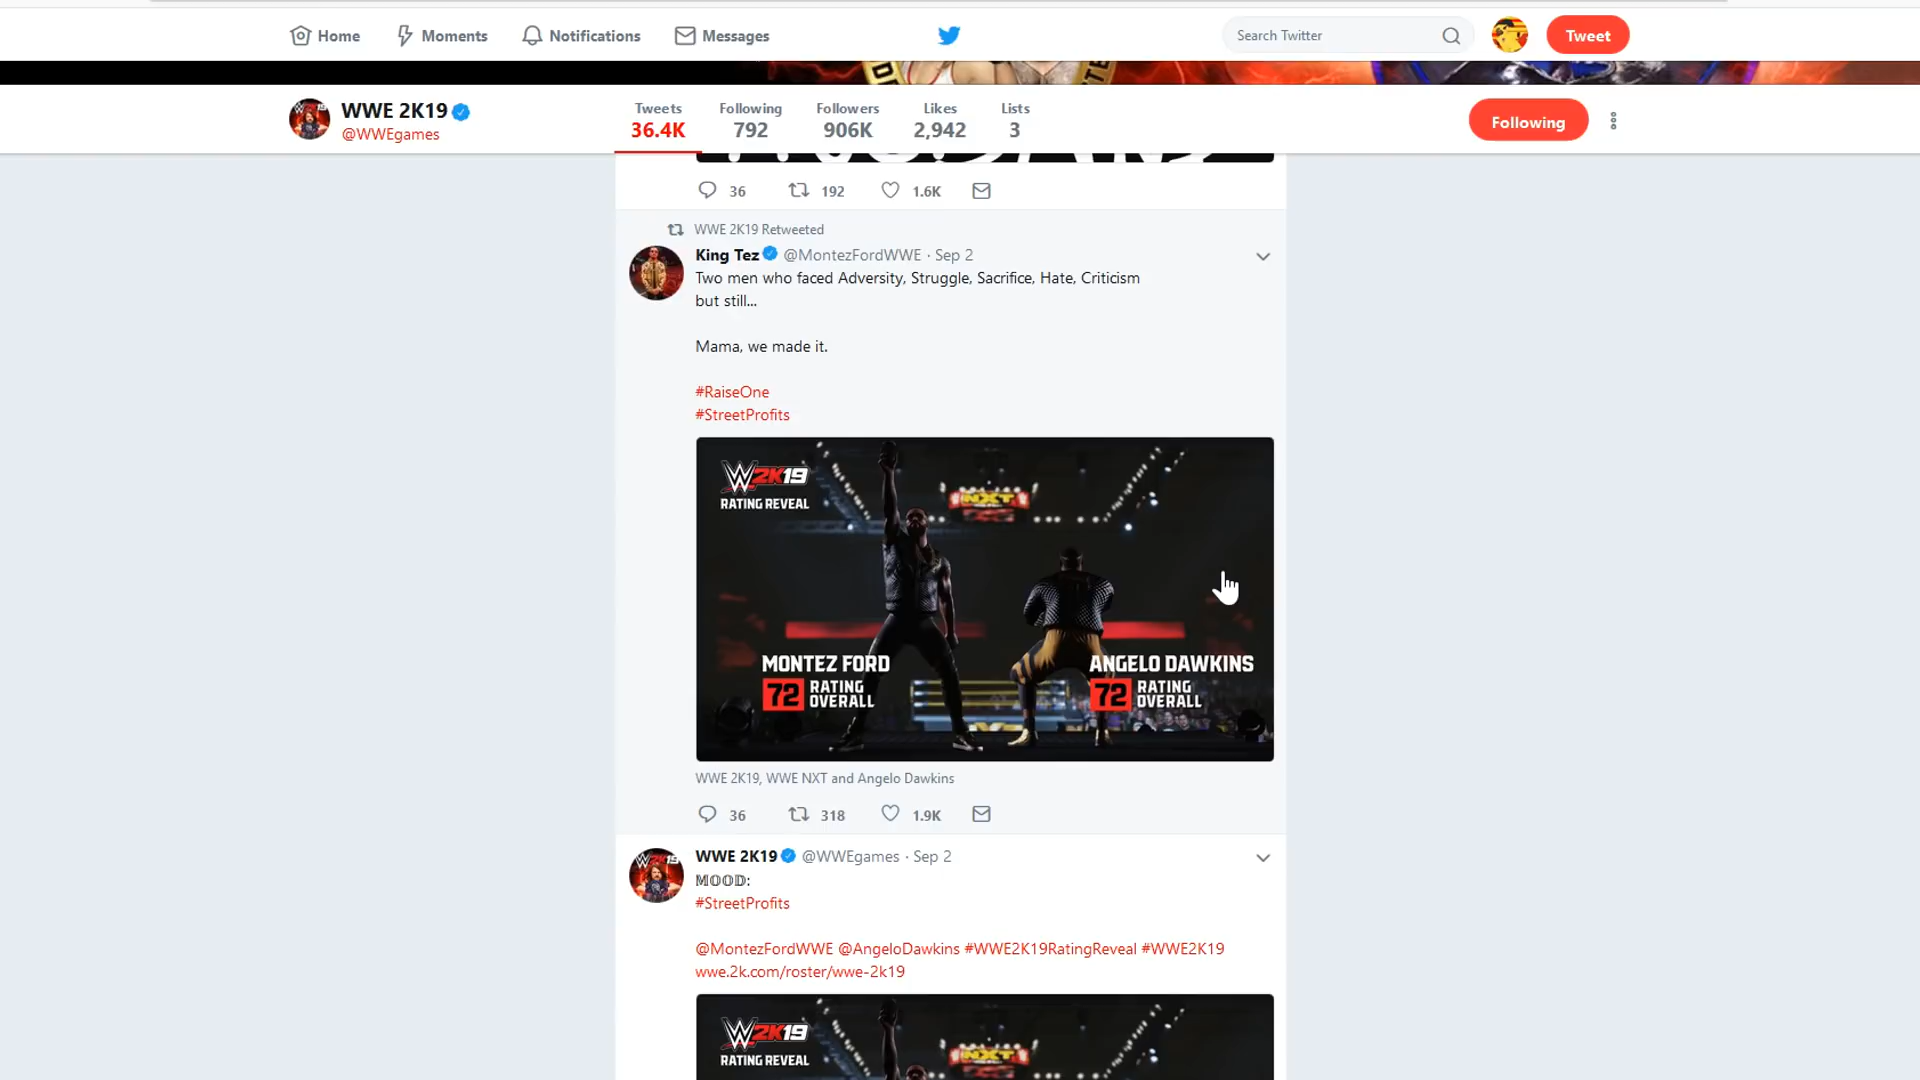 Home
Moments
Notifications
Messages
Search Twitter
Tweet
WWE 2K19
@WWEgames
Tweets
36.4K
Following
792
Followers
906K
Likes
2,942
Lists
3
Following
36
192
1.6K
WWE 2K19 Retweeted
King Tez @MontezFordWWE · Sep 2
Two men who faced Adversity, Struggle, Sacrifice, Hate, Criticism
but still...
Mama, we made it.
#RaiseOne
#StreetProfits
W 2K19
RATING REVEAL
NXT
MONTEZ FORD
72 RATING OVERALL
ANGELO DAWKINS
72 RATING OVERALL
WWE 2K19, WWE NXT and Angelo Dawkins
36
318
1.9K
WWE 2K19 @WWEgames · Sep 2
𝕄𝕆𝕆𝔻:
#StreetProfits
@MontezFordWWE @AngeloDawkins #WWE2K19RatingReveal #WWE2K19
wwe.2k.com/roster/wwe-2k19
W 2K19
RATING REVEAL
NXT